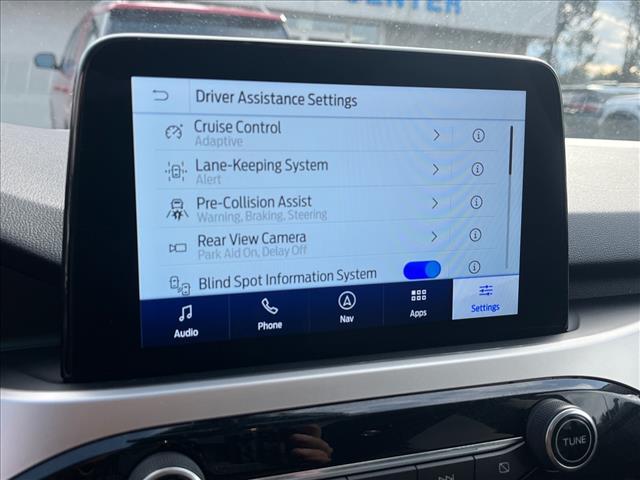 CENTER
Driver Assistance Settings
Cruise Control
Adaptive
Lane-Keeping System
Alert
Pre-Collision Assist
Warning, Braking, Steering
Rear View Camera
Park Aid On, Delay Off
Blind Spot Information System
Audio
Phone
Nav
Apps
Settings
TUNE